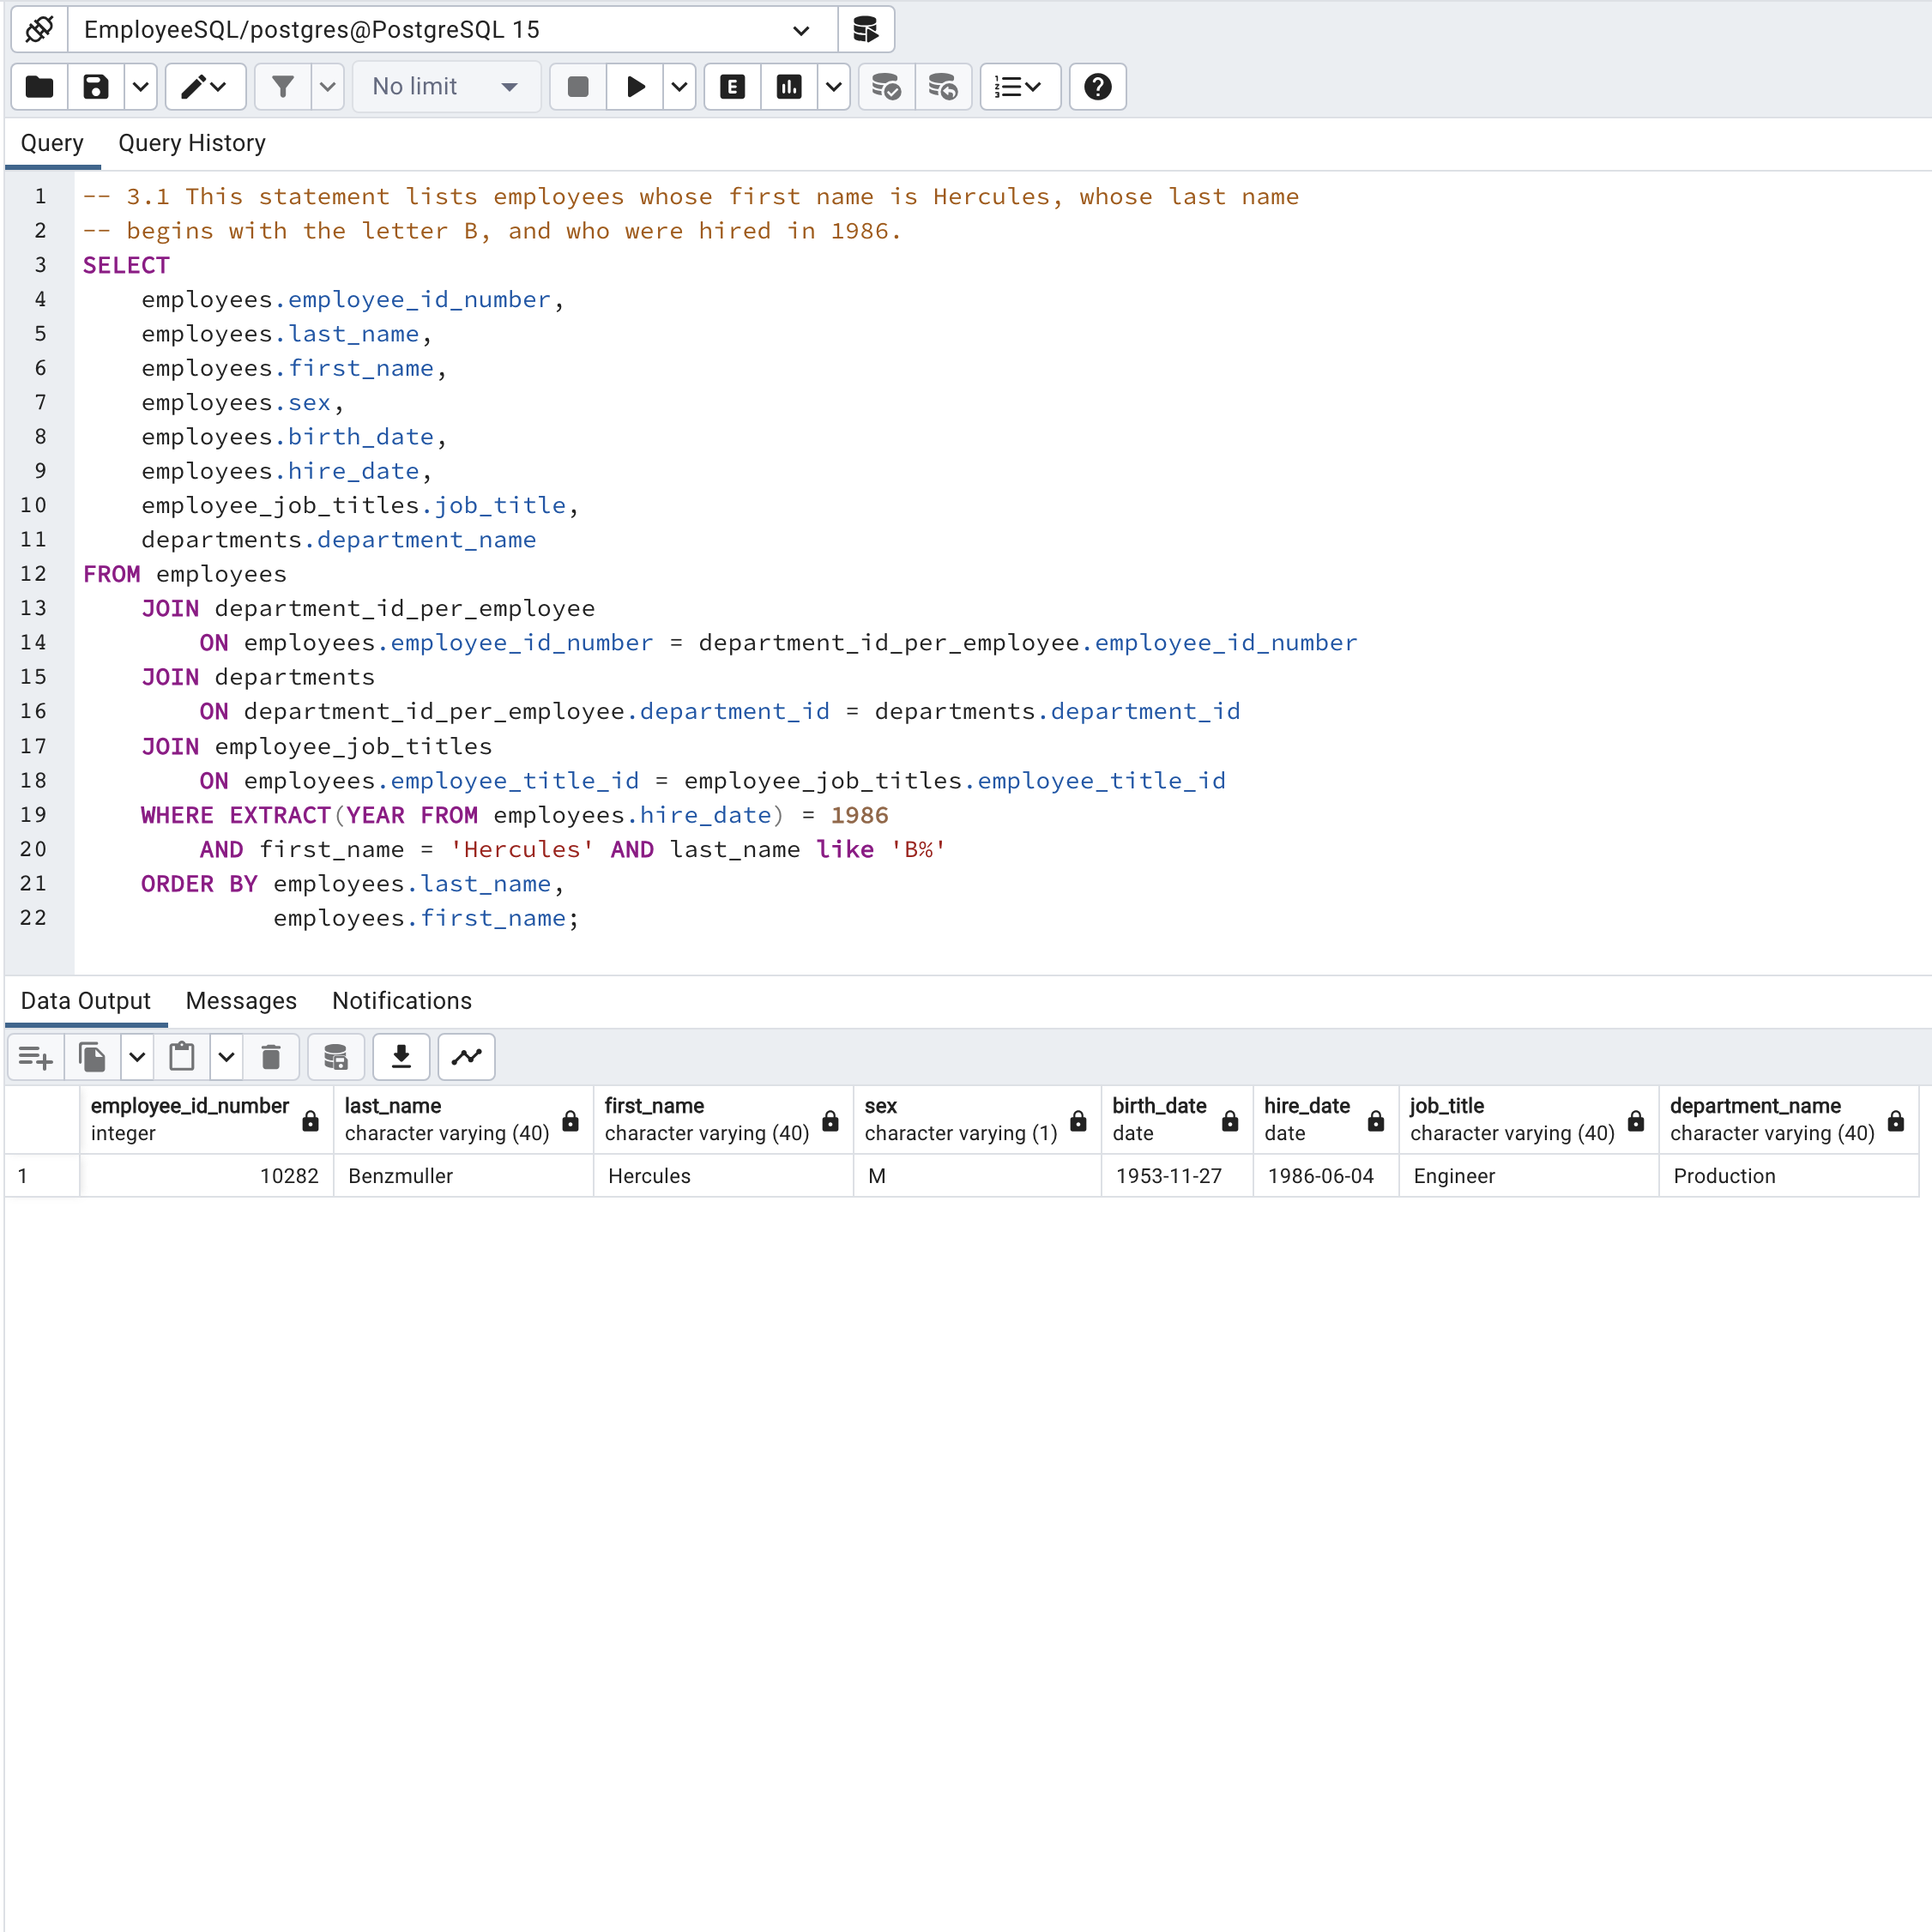 EmployeeSQL/postgres@PostgreSQL 15
No limit
E
Query Query History
1 -- 3.1 This statement lists employees whose first name is Hercules, whose last name
2 -- begins with the letter B, and who were hired in 1986.
3 SELECT
4 employees.employee_id_number,
5 employees.last_name,
6 employees.first_name,
7 employees.sex,
8 employees.birth_date,
9 employees.hire_date,
10 employee_job_titles.job_title,
11 departments.department_name
12 FROM employees
13 JOIN department_id_per_employee
14 ON employees.employee_id_number = department_id_per_employee.employee_id_number
15 JOIN departments
16 ON department_id_per_employee.department_id = departments.department_id
17 JOIN employee_job_titles
18 ON employees.employee_title_id = employee_job_titles.employee_title_id
19 WHERE EXTRACT(YEAR FROM employees.hire_date) = 1986
20 AND first_name = 'Hercules' AND last_name like 'B%'
21 ORDER BY employees.last_name,
22 employees.first_name;
Data Output Messages Notifications
employee_id_number last_name first_name sex birth_date hire_date job_title department_name
integer character varying (40) character varying (40) character varying (1) date date character varying (40) character varying (40)
1 10282 Benzmuller Hercules M 1953-11-27 1986-06-04 Engineer Production